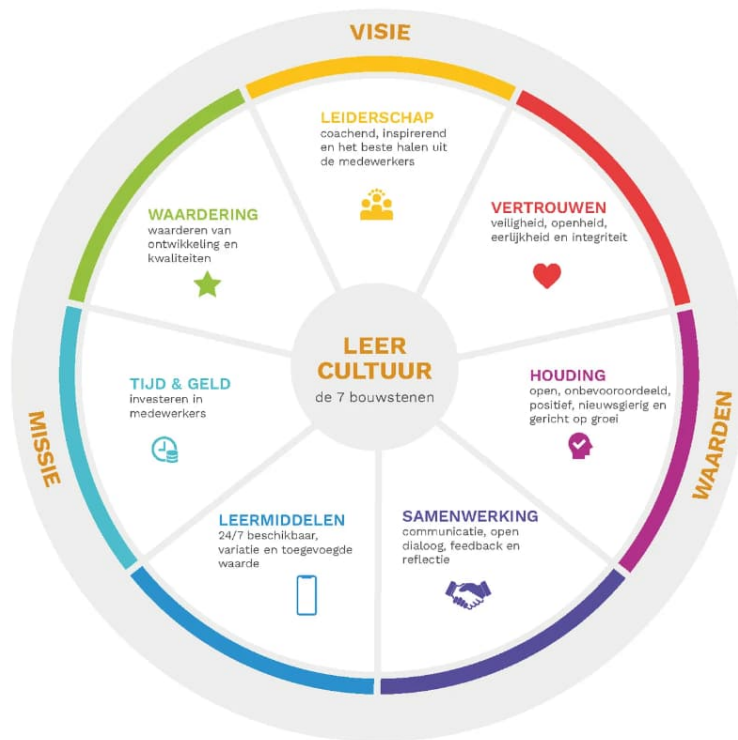 VISIE
LEIDERSCHAP
coachend, inspirerend
en het beste halen uit
de medewerkers
VERTROUWEN
veiligheid, openheid,
eerlijkheid en integriteit
WAARDERING
waarderen van
ontwikkeling en
kwaliteiten
LEER
CULTUUR
de 7 bouwstenen
HOUDING
open, onbevooroordeeld,
positief, nieuwsgierig en
gericht op groei
TIJD & GELD
investeren in
medewerkers
MISSIE
WAARDEN
LEERMIDDELEN
24/7 beschikbaar,
variatie en toegevoegde
waarde
SAMENWERKING
communicatie, open
dialoog, feedback en
reflectie